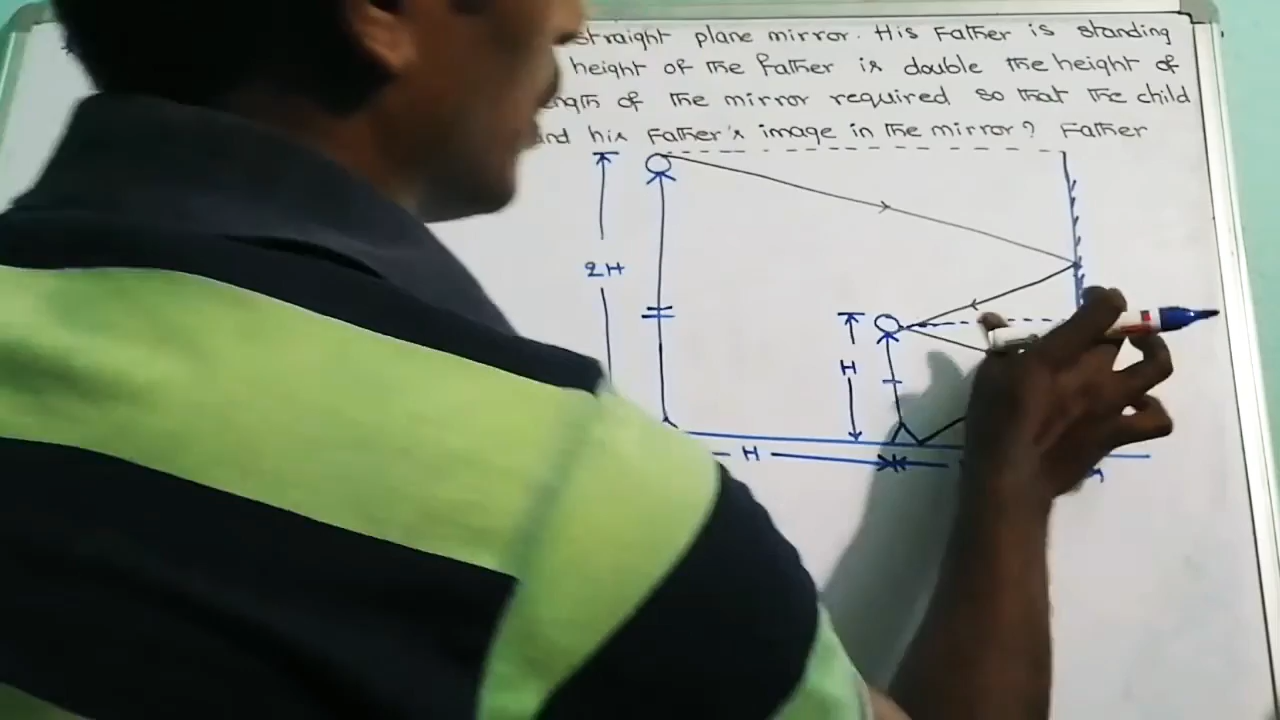 straight plane mirror. His Father is standing
height of the father is double the height of
of the mirror required so that the child
his Father's image in the mirror? Father
2H
H
H